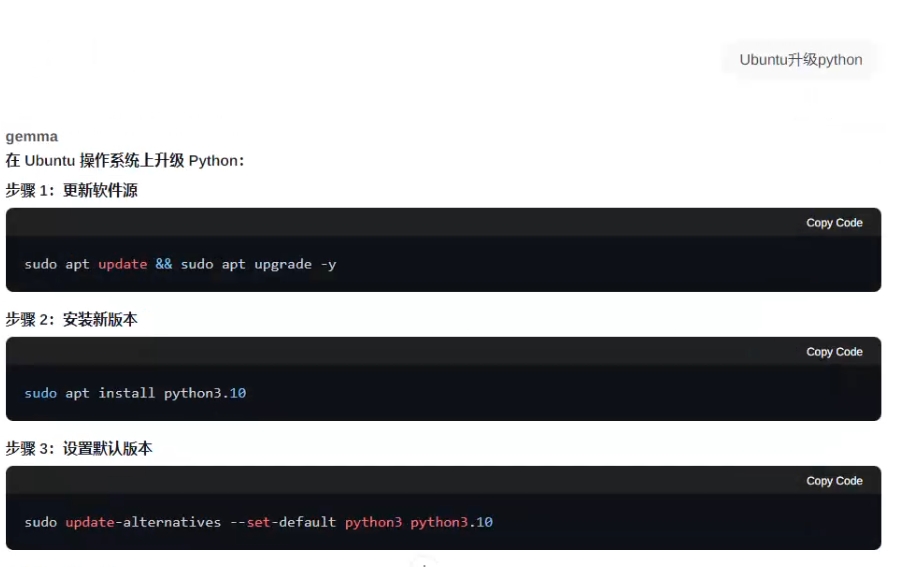 Ubuntu升级python
gemma
在 Ubuntu 操作系统上升级 Python：
步骤 1：更新软件源
Copy Code
sudo apt update && sudo apt upgrade -y
步骤 2：安装新版本
Copy Code
sudo apt install python3.10
步骤 3：设置默认版本
Copy Code
sudo update-alternatives --set-default python3 python3.10